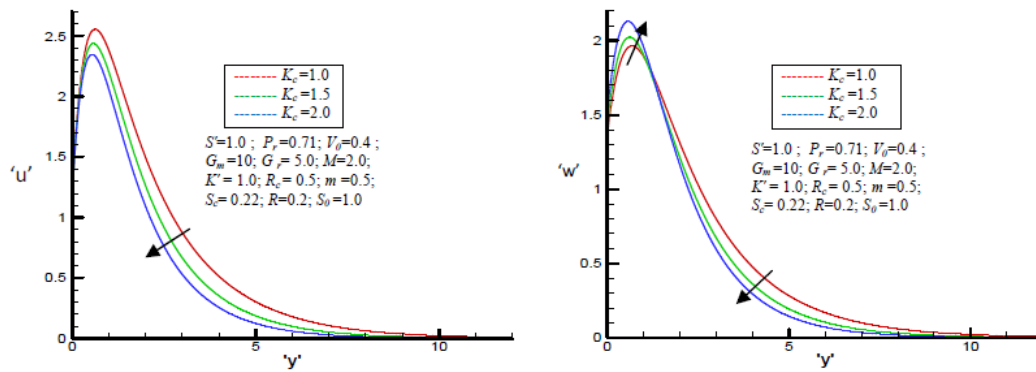 2.5
2
1.5
1
0.5
0
'u'
K_c=1.0
K_c=1.5
K_c=2.0
S'=1.0 ; P_r=0.71; V_0=0.4 ;
G_m=10; G_r= 5.0; M=2.0;
K' = 1.0; R_c= 0.5; m=0.5;
S_c= 0.22; R=0.2; S_0=1.0
0 5 10
'y'
2
1.5
1
0.5
0
'w'
K_c=1.0
K_c=1.5
K_c=2.0
S'=1.0 ; P_r=0.71; V_0=0.4 ;
G_m=10; G_r= 5.0; M=2.0;
K' = 1.0; R_c= 0.5; m=0.5;
S_c= 0.22; R=0.2; S_0=1.0
0 5 10
'y'